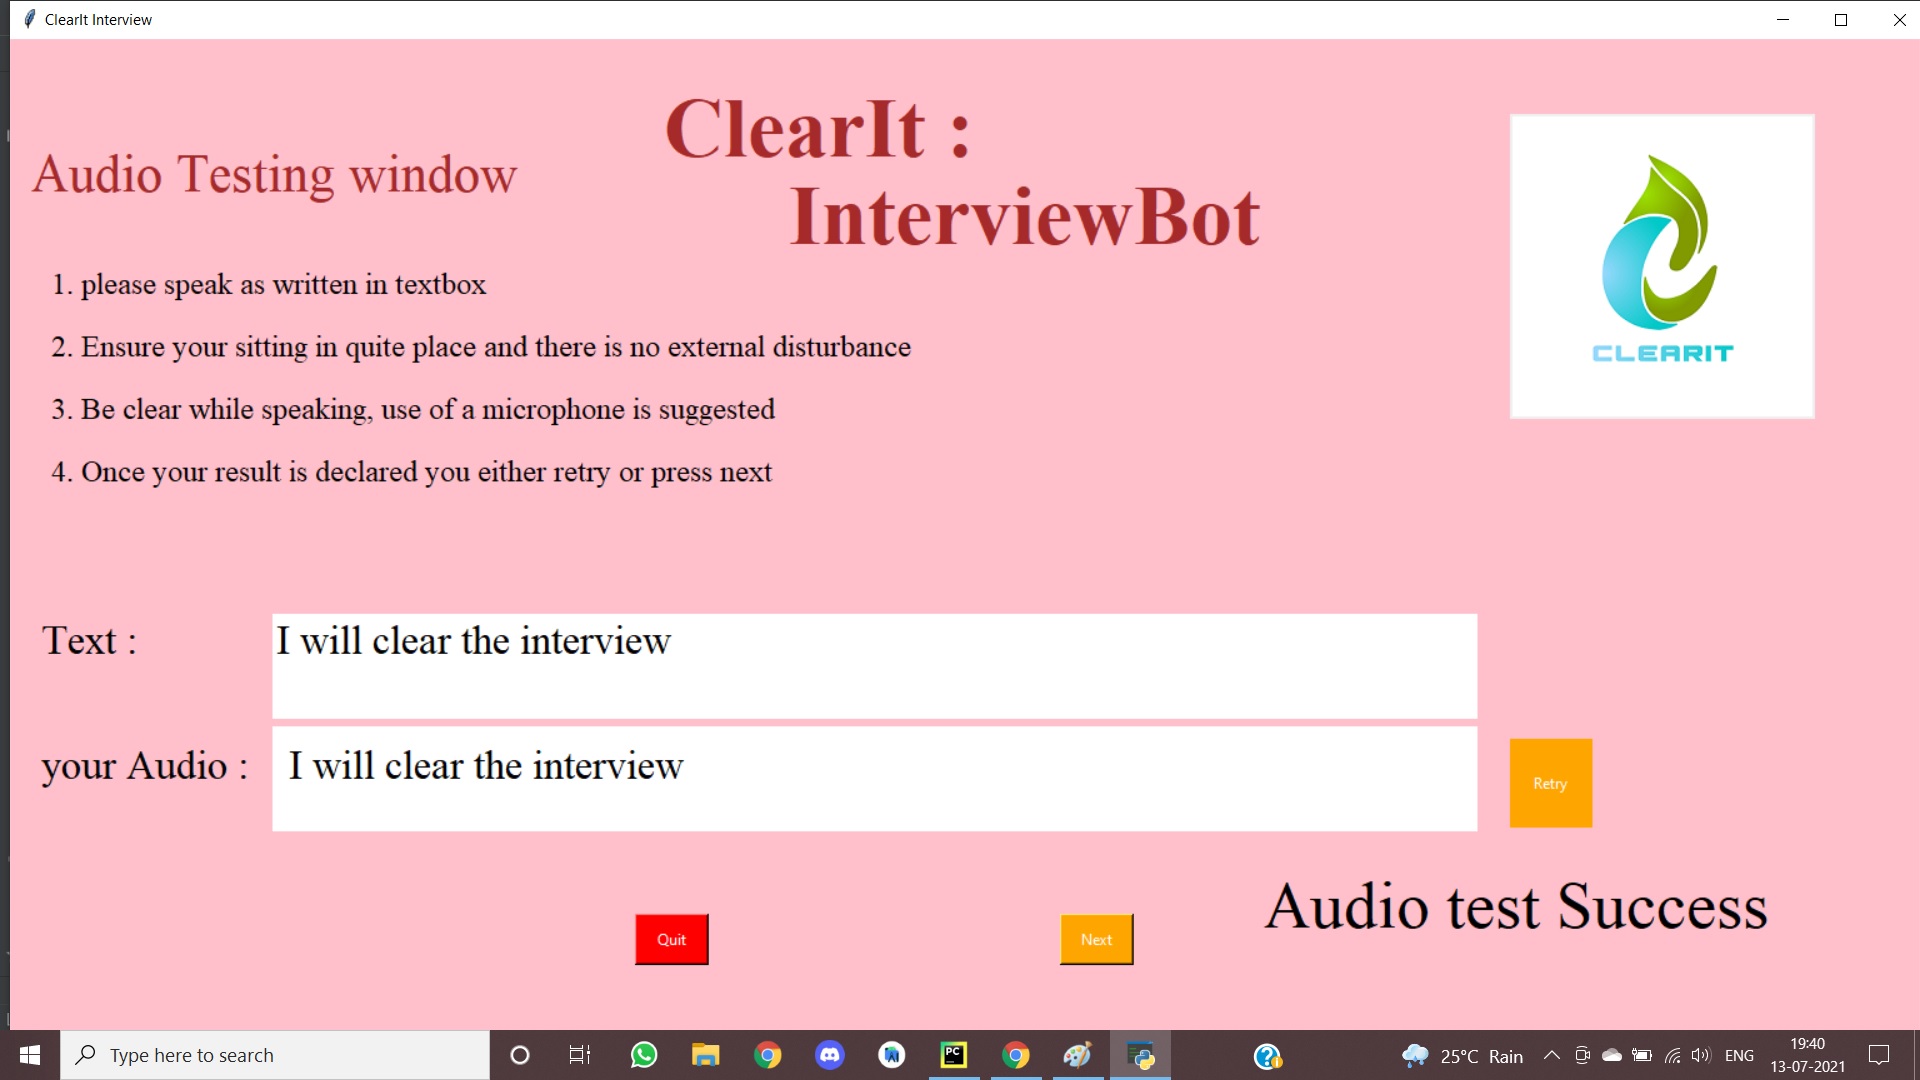 ClearIt Interview
ClearIt :
InterviewBot
Audio Testing window
CLEARIT
1. please speak as written in textbox
2. Ensure your sitting in quite place and there is no external disturbance
3. Be clear while speaking, use of a microphone is suggested
4. Once your result is declared you either retry or press next
Text :
I will clear the interview
your Audio :
I will clear the interview
Retry
Audio test Success
Quit
Next
Type here to search
PC
25°C Rain
ENG
19:40
13-07-2021